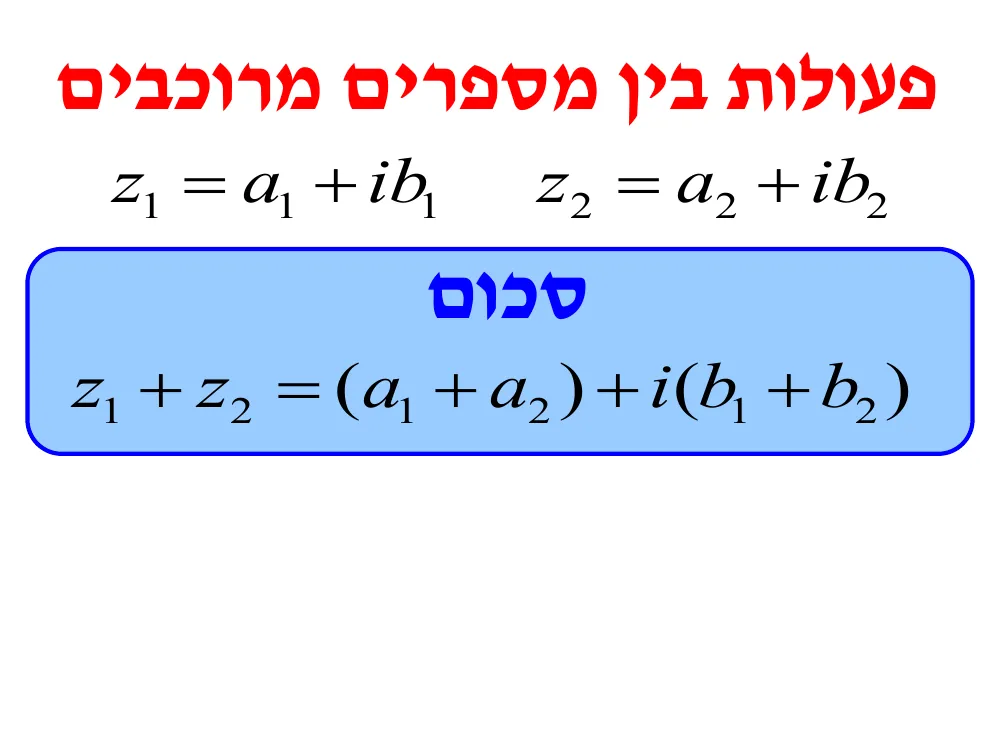 פעולות בין מספרים מרוכבים
z₁ = a₁ + ib₁    z₂ = a₂ + ib₂
סכום
z₁ + z₂ = (a₁ + a₂) + i(b₁ + b₂)